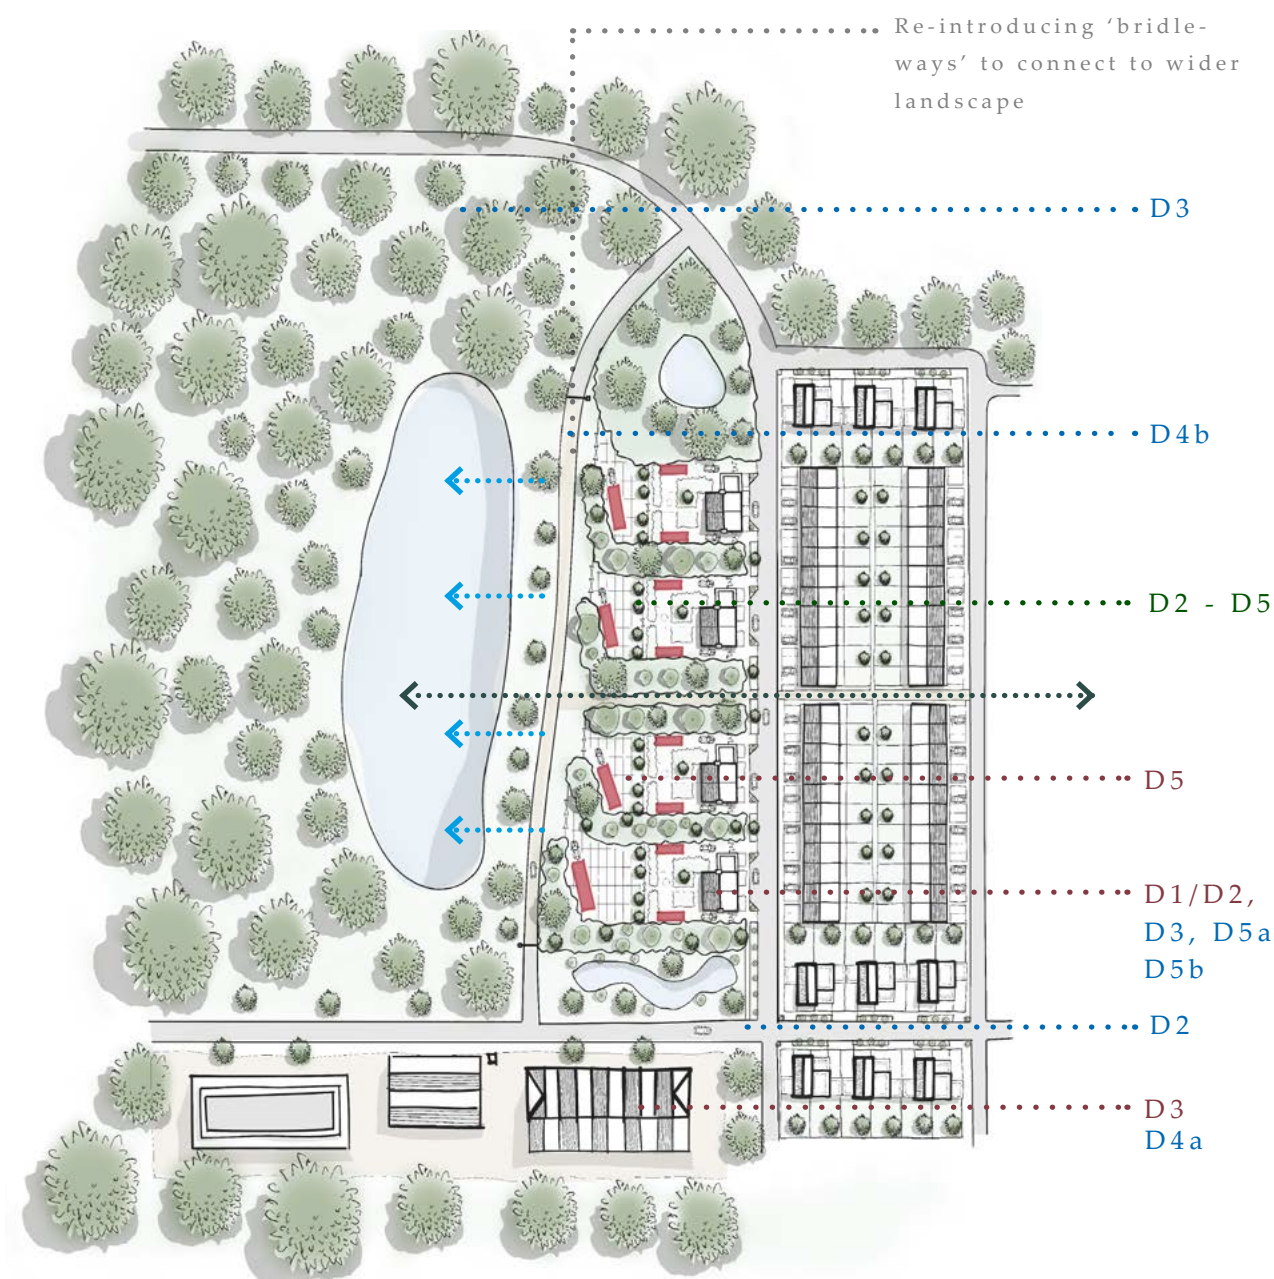 Re-introducing ‘bridle-
ways’ to connect to wider
landscape
D3
D4b
D2 - D5
D5
D1/D2,
D3, D5a
D5b
D2
D3
D4a